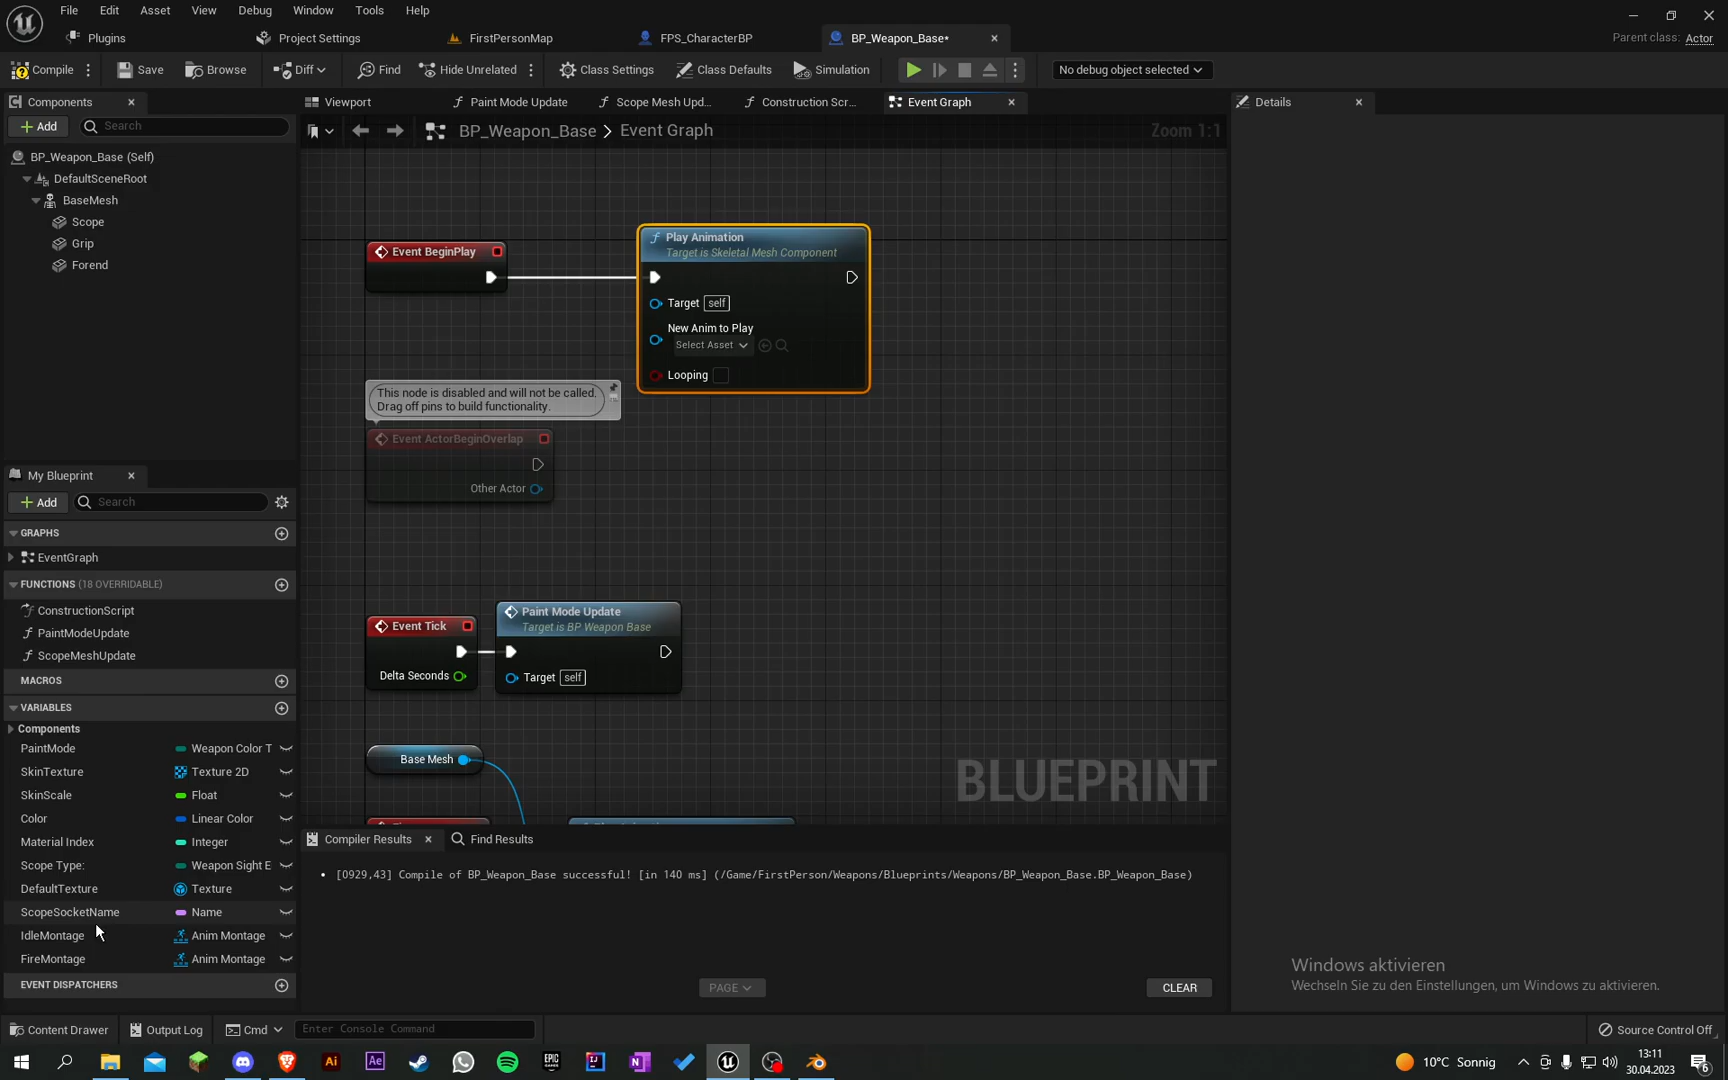 File Edit Asset View Debug Window Tools Help
Plugins Project Settings FirstPersonMap FPS_CharacterBP BP_Weapon_Base* Parent class: Actor
Compile Save Browse Diff Find Hide Unrelated Class Settings Class Defaults Simulation No debug object selected
Components Viewport Paint Mode Update Scope Mesh Upd... Construction Scr... Event Graph Details
+ Add Search
BP_Weapon_Base > Event Graph Zoom 1:1
BP_Weapon_Base (Self)
DefaultSceneRoot
BaseMesh
Scope
Grip
Forend
Event BeginPlay
Play Animation
Target is Skeletal Mesh Component
Target self
New Anim to Play
Select Asset
Looping
This node is disabled and will not be called.
Drag off pins to build functionality.
Event ActorBeginOverlap
Other Actor
Event Tick
Delta Seconds
Paint Mode Update
Target is BP Weapon Base
Target self
Base Mesh
BLUEPRINT
My Blueprint
+ Add Search
GRAPHS
EventGraph
FUNCTIONS (18 OVERRIDABLE)
ConstructionScript
PaintModeUpdate
ScopeMeshUpdate
MACROS
VARIABLES
Components
PaintMode Weapon Color T
SkinTexture Texture 2D
SkinScale Float
Color Linear Color
Material Index Integer
Scope Type: Weapon Sight E
DefaultTexture Texture
ScopeSocketName Name
IdleMontage Anim Montage
FireMontage Anim Montage
EVENT DISPATCHERS
Compiler Results Find Results
[0929,43] Compile of BP_Weapon_Base successful! [in 140 ms] (/Game/FirstPerson/Weapons/Blueprints/Weapons/BP_Weapon_Base.BP_Weapon_Base)
PAGE CLEAR
Windows aktivieren
Wechseln Sie zu den Einstellungen, um Windows zu aktivieren.
Content Drawer Output Log Cmd Enter Console Command Source Control Off
Ai Ae EPIC GAMES IJ N 10°C Sonnig 13:11
30.04.2023 6